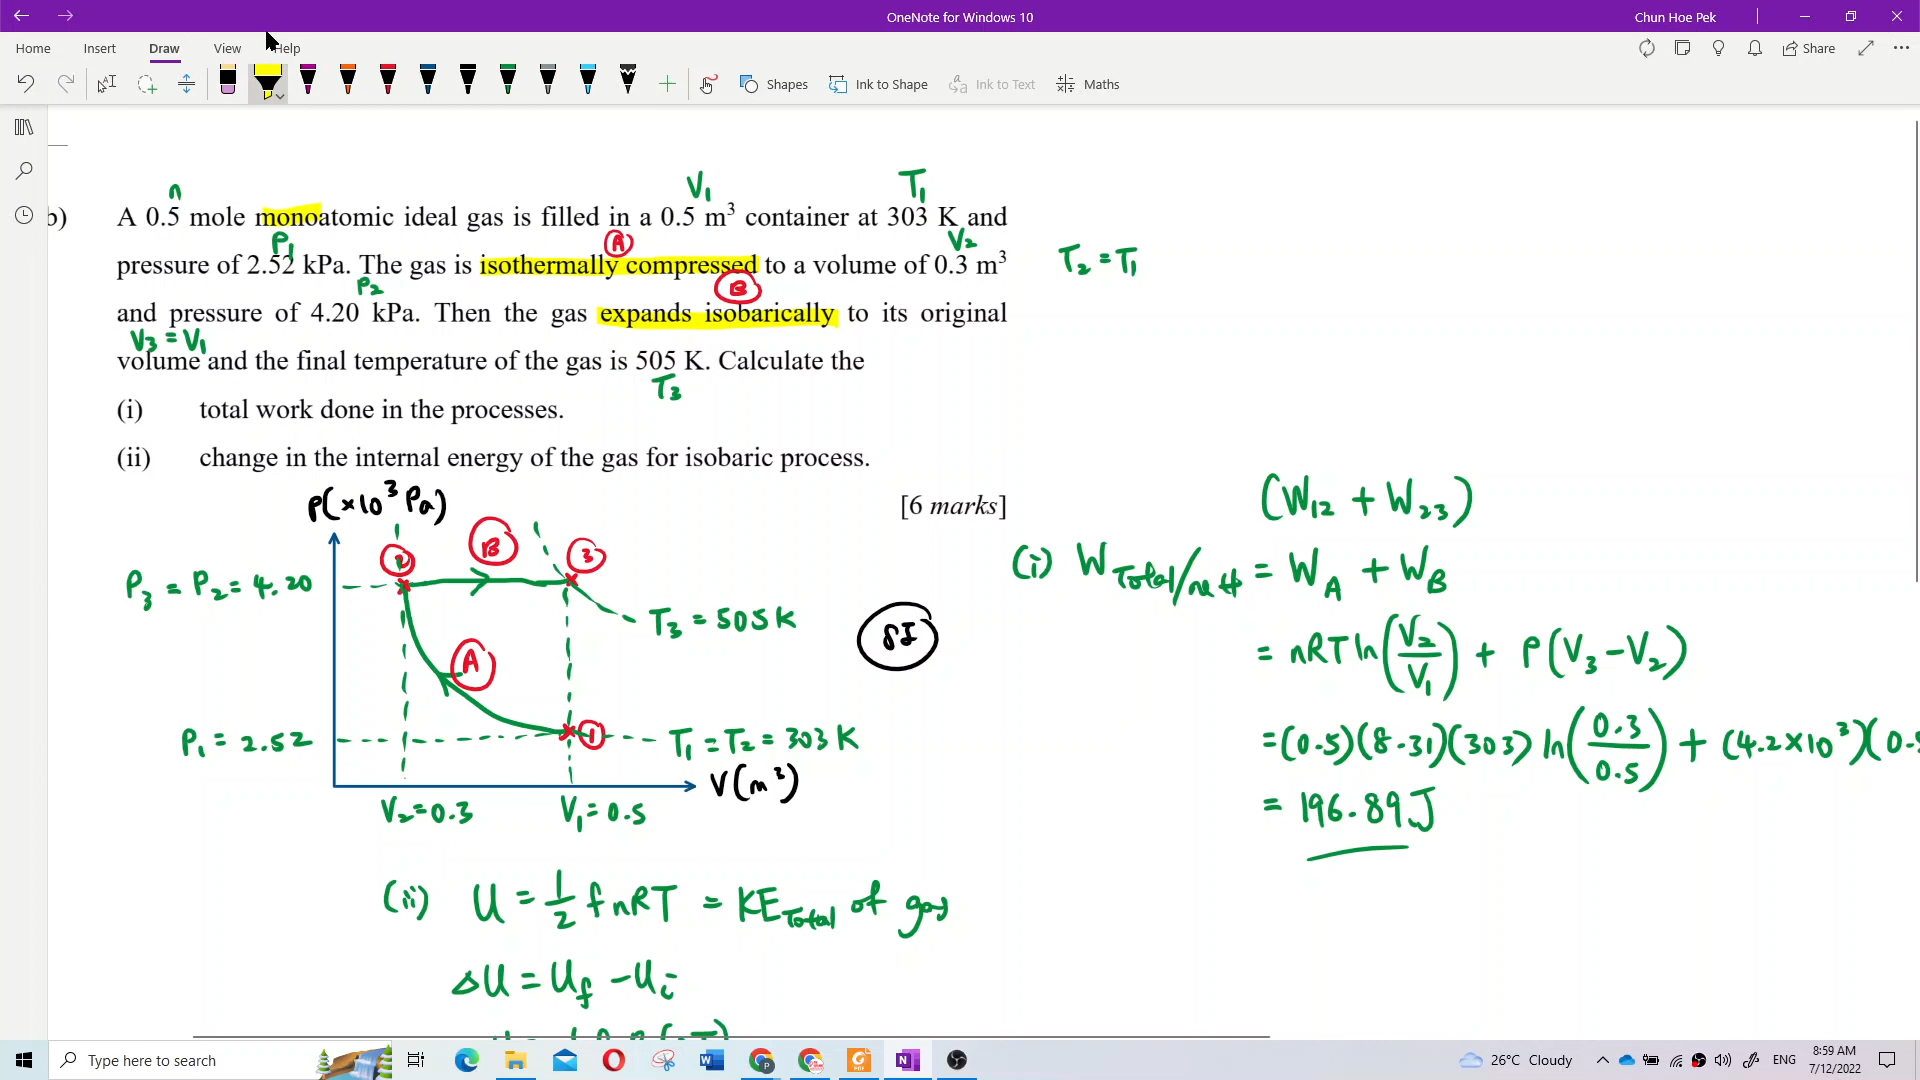 OneNote for Windows 10
Chun Hoe Pek
Home Insert Draw View Help
Share
Shapes Ink to Shape Ink to Text Maths
n V₁ T₁
b) A 0.5 mole monoatomic ideal gas is filled in a 0.5 m³ container at 303 K and
P₁ A V₂
pressure of 2.52 kPa. The gas is isothermally compressed to a volume of 0.3 m³
T₂ = T₁
P₂ B
and pressure of 4.20 kPa. Then the gas expands isobarically to its original
V₃ = V₁
volume and the final temperature of the gas is 505 K. Calculate the
T₃
(i) total work done in the processes.
(ii) change in the internal energy of the gas for isobaric process.
[6 marks]
P(×10³ Pa)
2 B 3
P₃ = P₂ = 4.20
T₃ = 505 K
A
P₁ = 2.52
1
T₁ = T₂ = 303 K
V(m³)
V₂ = 0.3 V₁ = 0.5
SI
(W₁₂ + W₂₃)
(i) W Total/nett = W_A + W_B
= nRT ln(V₂/V₁) + P(V₃ − V₂)
= (0.5)(8.31)(303) ln(0.3/0.5) + (4.2×10³)(0.5
= 196.89 J
(ii) U = ½ f nRT = KE Total of gas
ΔU = U_f − U_i
Type here to search
26°C Cloudy
ENG
8:59 AM
7/12/2022